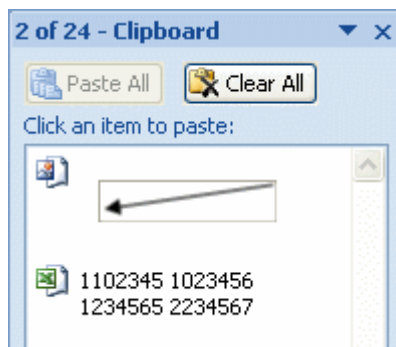 2 of 24 - Clipboard
Paste All Clear All
Click an item to paste:
1102345 1023456
1234565 2234567